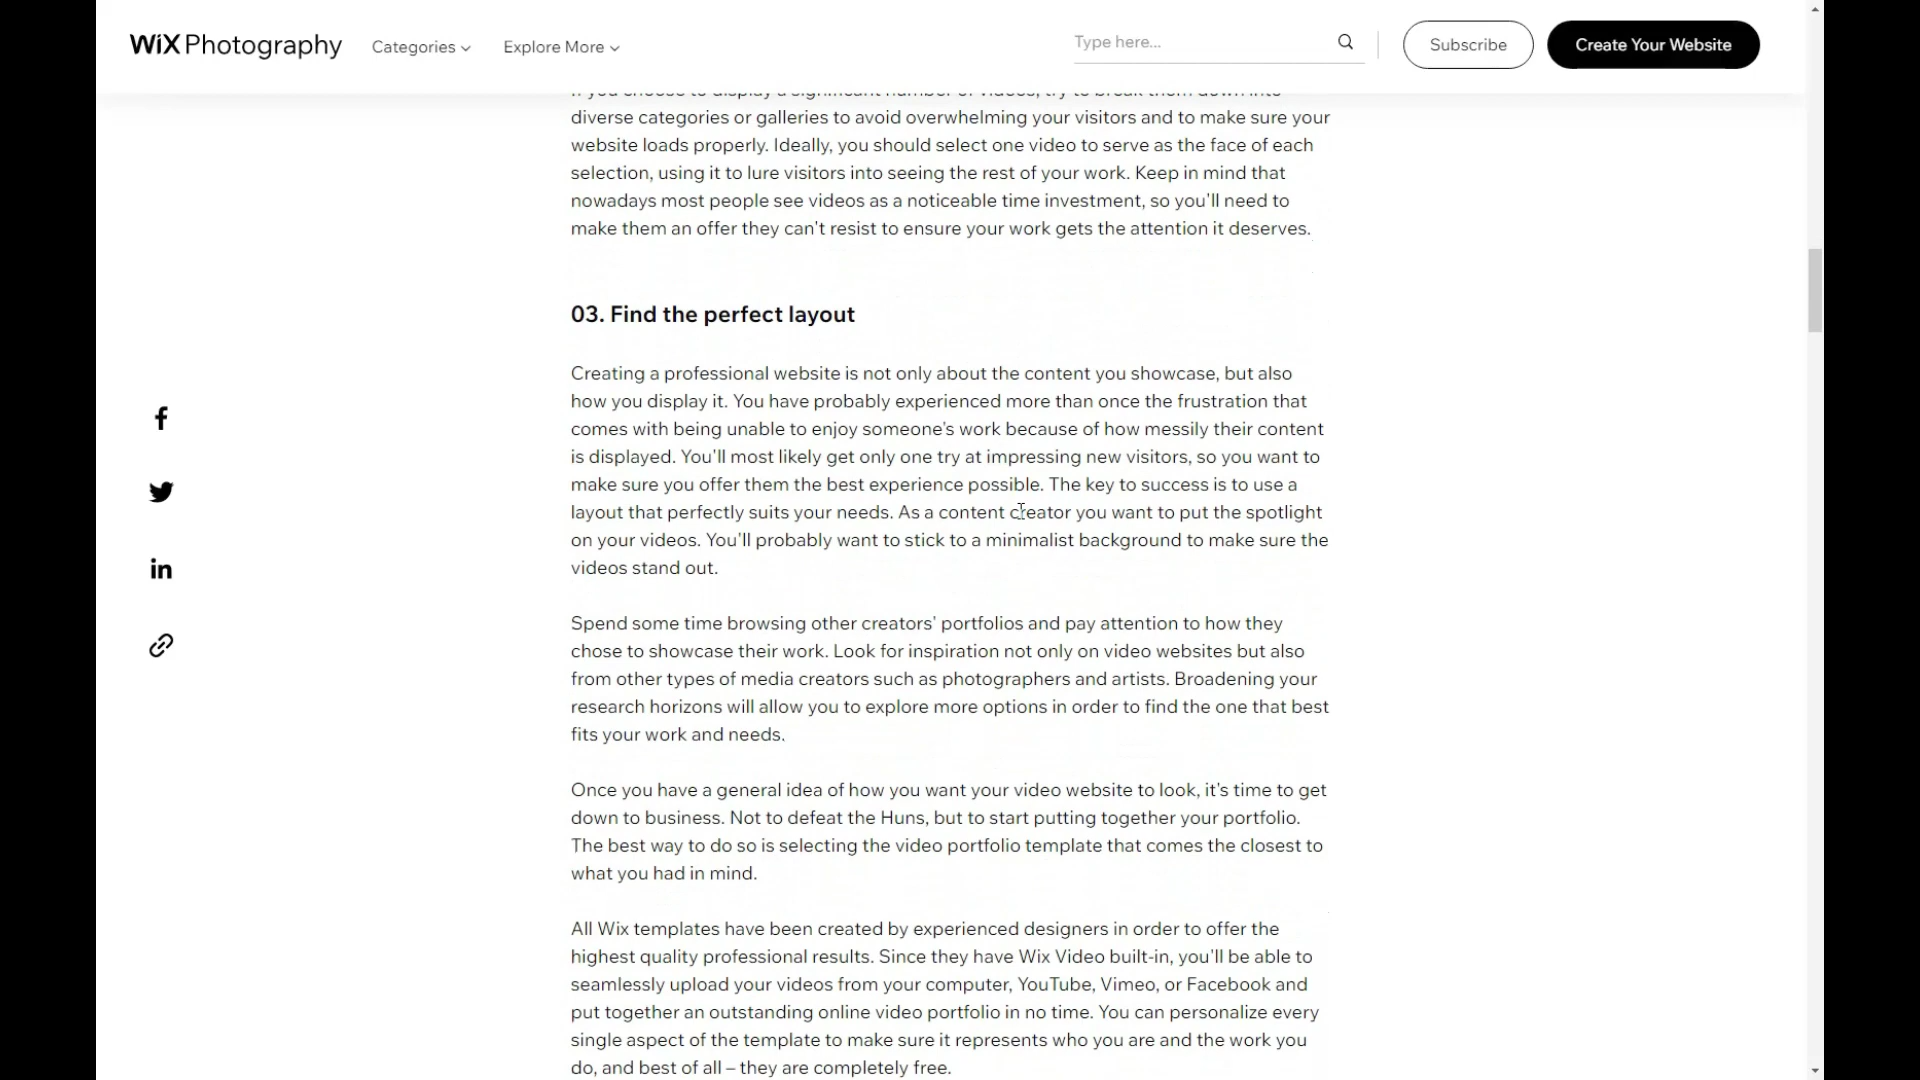 WiX Photography
Categories
Explore More
Type here...
Subscribe
Create Your Website
If you choose to display a significant number of videos, try to break them down into
diverse categories or galleries to avoid overwhelming your visitors and to make sure your
website loads properly. Ideally, you should select one video to serve as the face of each
selection, using it to lure visitors into seeing the rest of your work. Keep in mind that
nowadays most people see videos as a noticeable time investment, so you'll need to
make them an offer they can't resist to ensure your work gets the attention it deserves.
03. Find the perfect layout
Creating a professional website is not only about the content you showcase, but also
how you display it. You have probably experienced more than once the frustration that
comes with being unable to enjoy someone's work because of how messily their content
is displayed. You'll most likely get only one try at impressing new visitors, so you want to
make sure you offer them the best experience possible. The key to success is to use a
layout that perfectly suits your needs. As a content creator you want to put the spotlight
on your videos. You'll probably want to stick to a minimalist background to make sure the
videos stand out.
Spend some time browsing other creators' portfolios and pay attention to how they
chose to showcase their work. Look for inspiration not only on video websites but also
from other types of media creators such as photographers and artists. Broadening your
research horizons will allow you to explore more options in order to find the one that best
fits your work and needs.
Once you have a general idea of how you want your video website to look, it's time to get
down to business. Not to defeat the Huns, but to start putting together your portfolio.
The best way to do so is selecting the video portfolio template that comes the closest to
what you had in mind.
All Wix templates have been created by experienced designers in order to offer the
highest quality professional results. Since they have Wix Video built-in, you'll be able to
seamlessly upload your videos from your computer, YouTube, Vimeo, or Facebook and
put together an outstanding online video portfolio in no time. You can personalize every
single aspect of the template to make sure it represents who you are and the work you
do, and best of all – they are completely free.